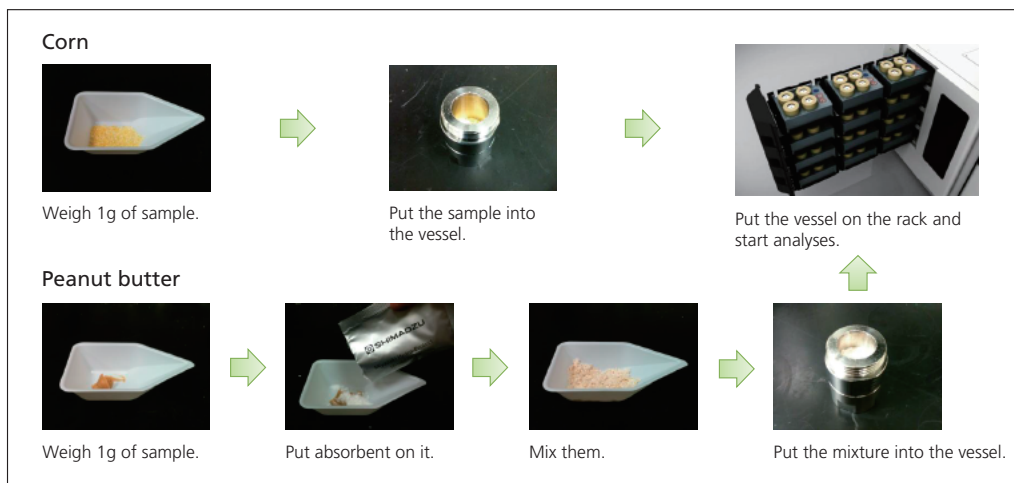 Corn
Weigh 1g of sample.
Put the sample into
the vessel.
Put the vessel on the rack and
start analyses.
Peanut butter
SHIMADZU
Weigh 1g of sample.
Put absorbent on it.
Mix them.
Put the mixture into the vessel.